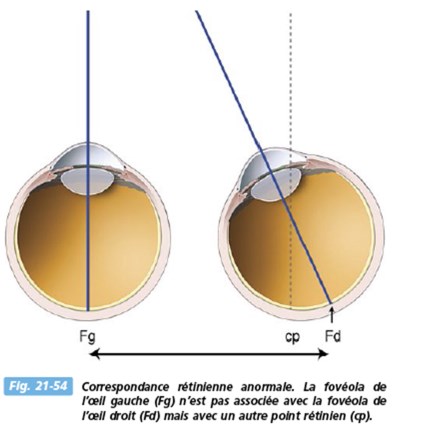 Fg cp Fd
Fig. 21-54 Correspondance rétinienne anormale. La fovéola de
l'œil gauche (Fg) n'est pas associée avec la fovéola de
l'œil droit (Fd) mais avec un autre point rétinien (cp).